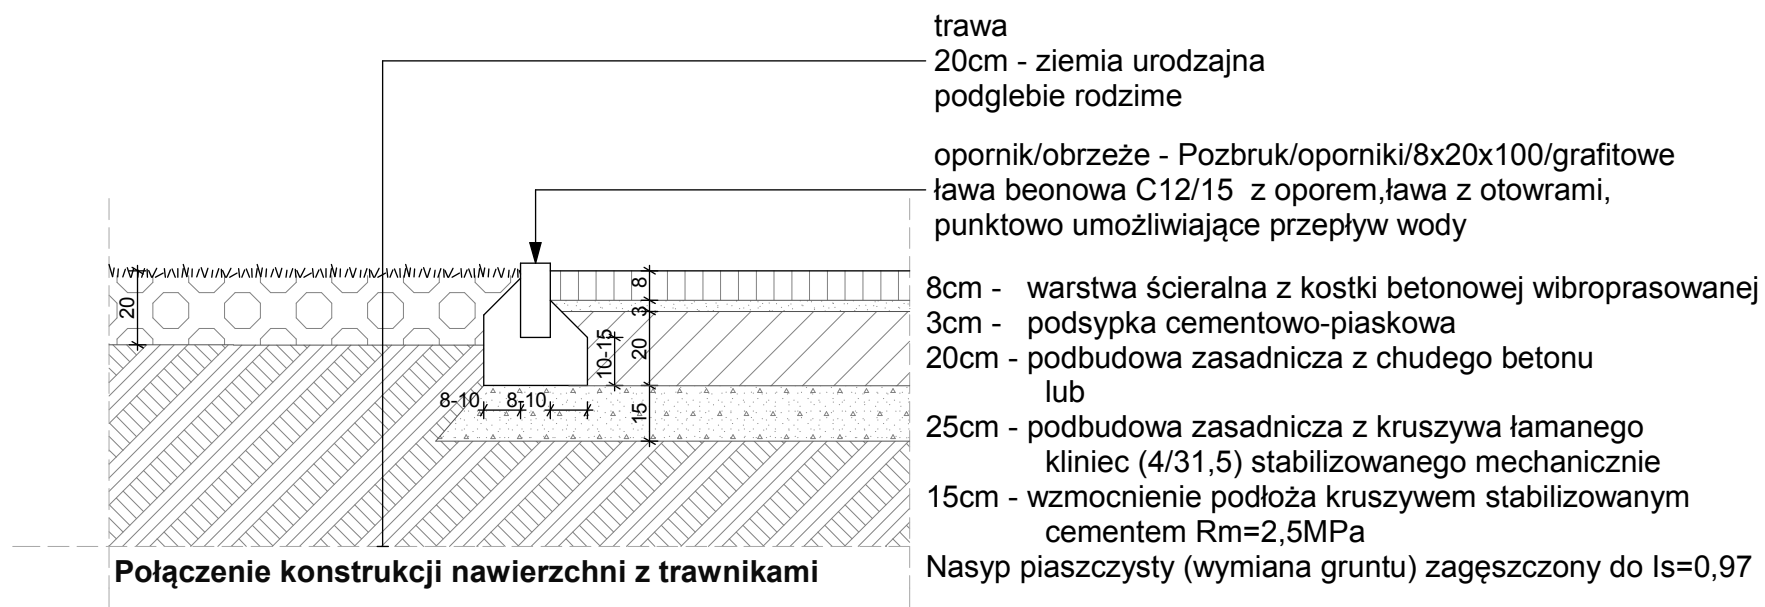 trawa
20cm - ziemia urodzajna
podglebie rodzime
opornik/obrzeże - Pozbruk/oporniki/8x20x100/grafitowe
ława beonowa C12/15 z oporem,ława z otowrami,
punktowo umożliwiające przepływ wody
8cm - warstwa ścieralna z kostki betonowej wibroprasowanej
3cm - podsypka cementowo-piaskowa
20cm - podbudowa zasadnicza z chudego betonu
lub
25cm - podbudowa zasadnicza z kruszywa łamanego
kliniec (4/31,5) stabilizowanego mechanicznie
15cm - wzmocnienie podłoża kruszywem stabilizowanym
cementem Rm=2,5MPa
Nasyp piaszczysty (wymiana gruntu) zagęszczony do Is=0,97
20
8
3
20
10-15
15
8-10
8-10
Połączenie konstrukcji nawierzchni z trawnikami